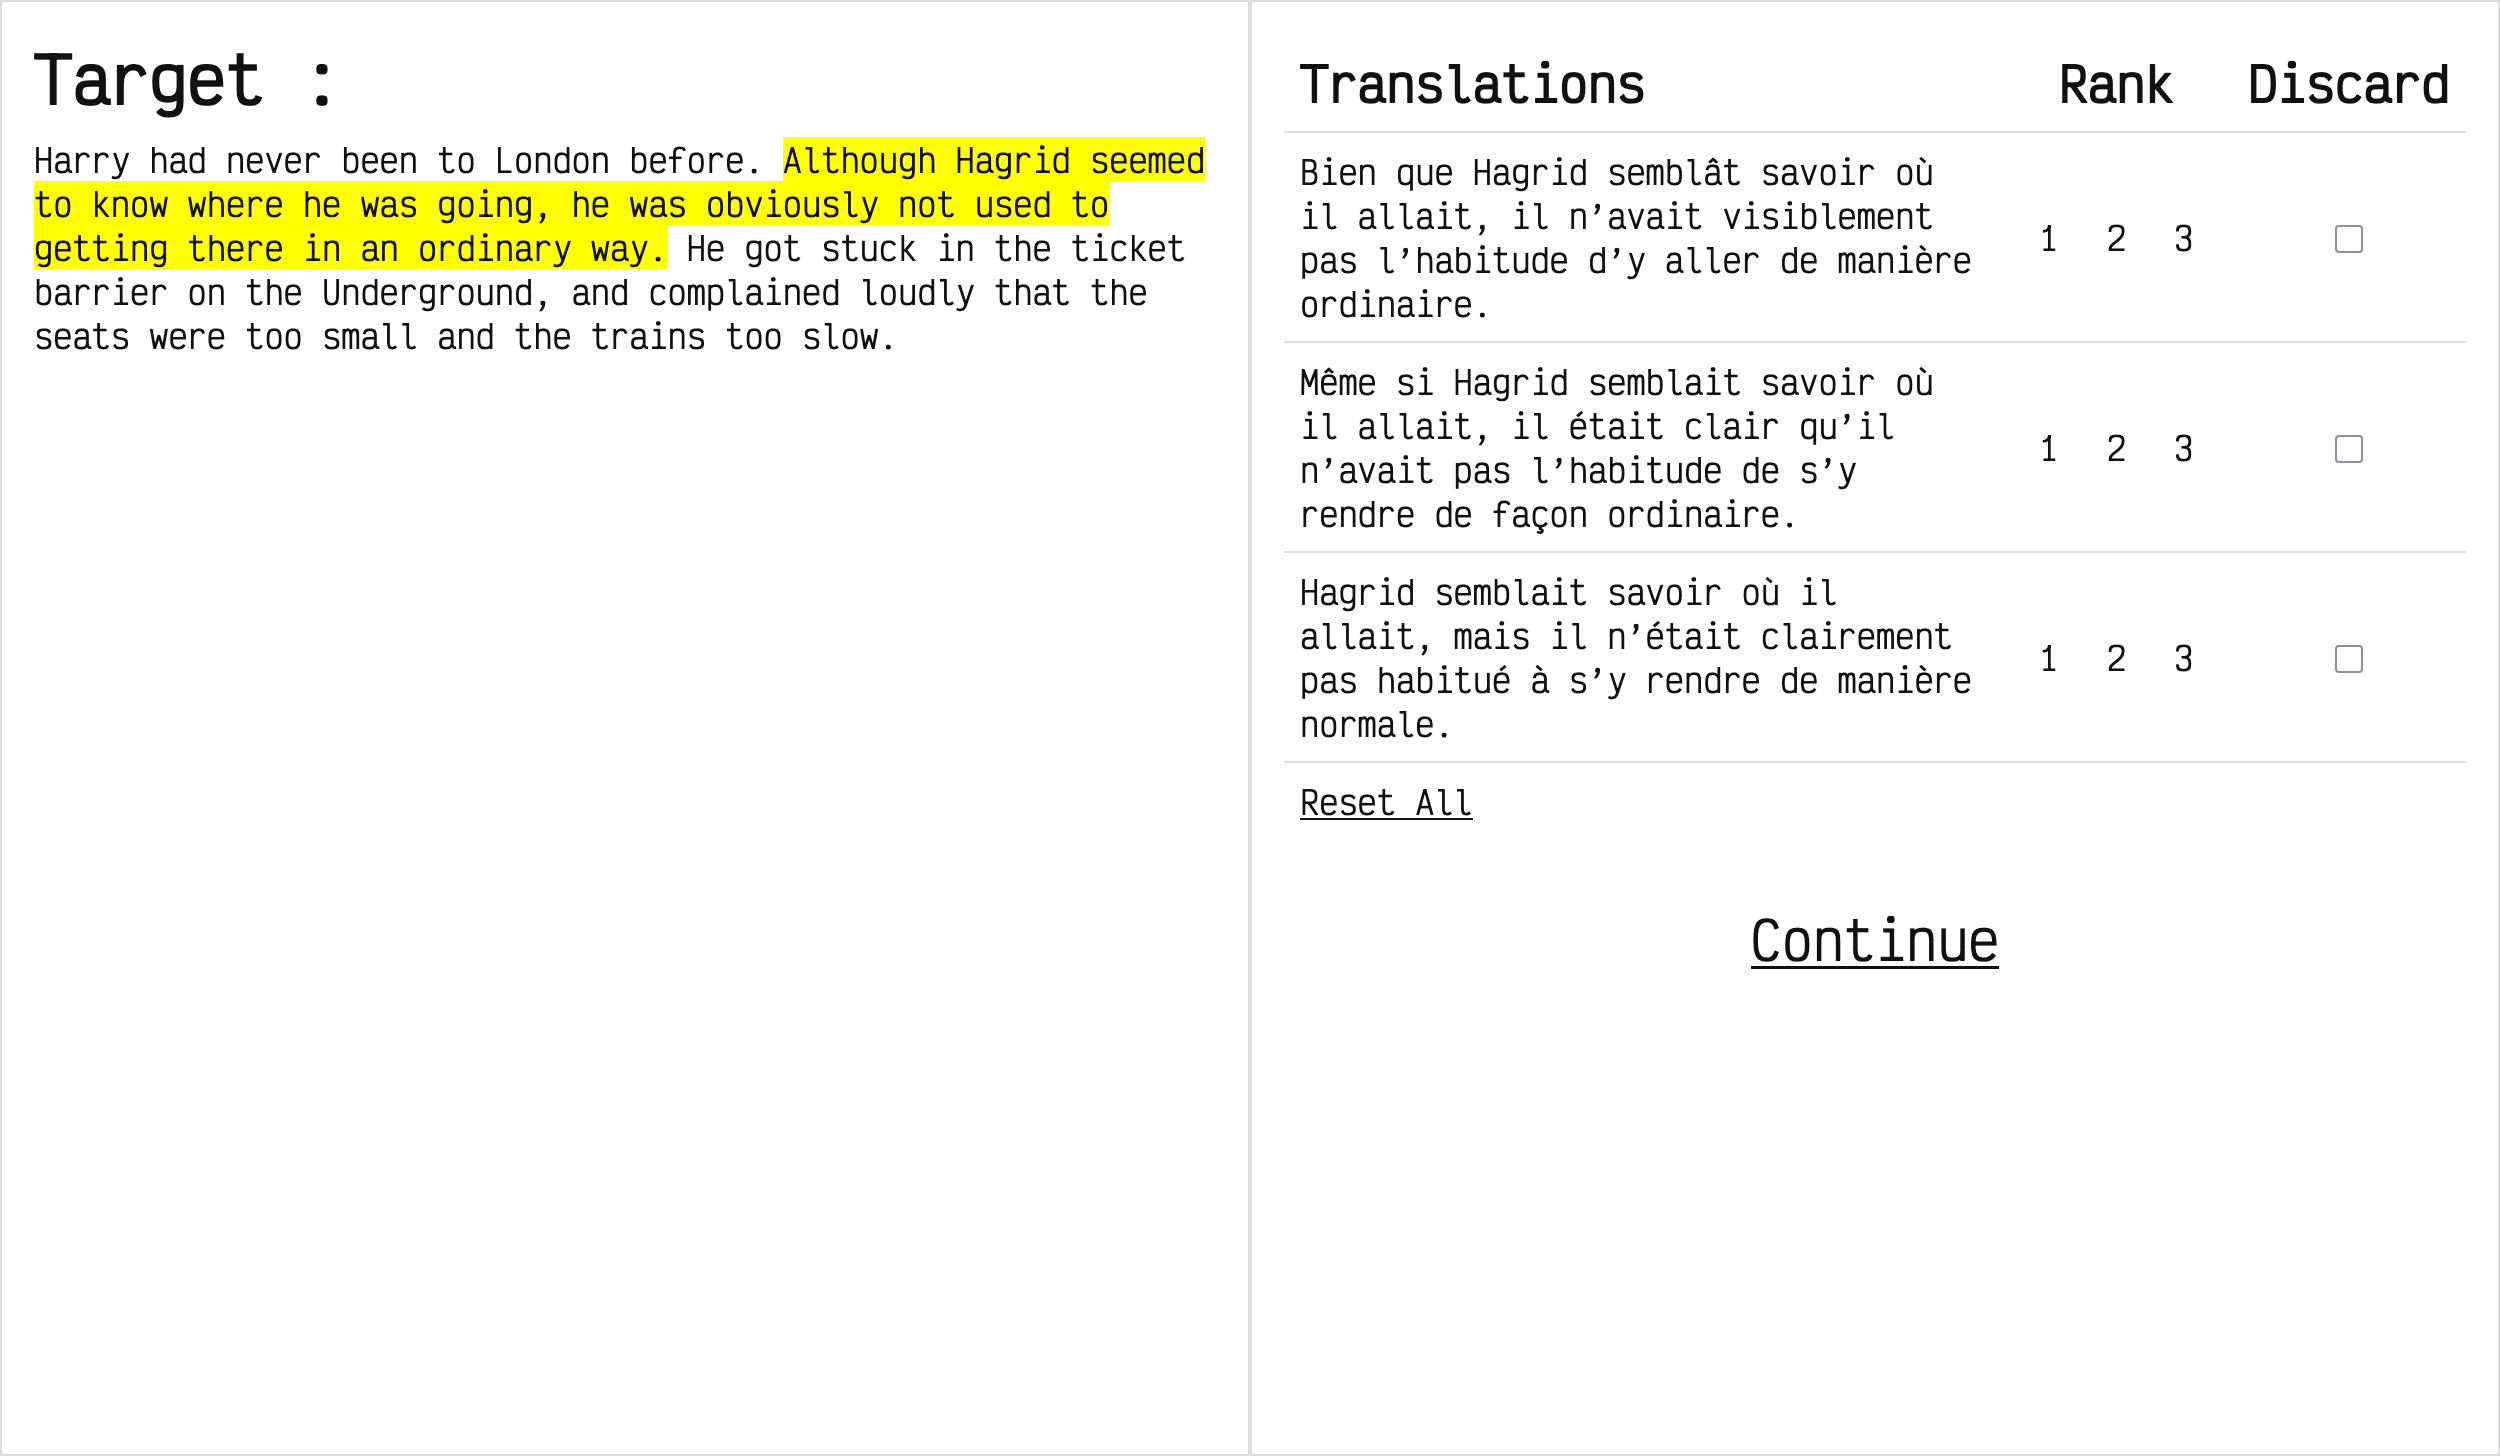 Target :
Harry had never been to London before. Although Hagrid seemed
to know where he was going, he was obviously not used to
getting there in an ordinary way. He got stuck in the ticket
barrier on the Underground, and complained loudly that the
seats were too small and the trains too slow.
Translations Rank Discard
Bien que Hagrid semblât savoir où
il allait, il n’avait visiblement
pas l’habitude d’y aller de manière
ordinaire.
1 2 3
Même si Hagrid semblait savoir où
il allait, il était clair qu’il
n’avait pas l’habitude de s’y
rendre de façon ordinaire.
1 2 3
Hagrid semblait savoir où il
allait, mais il n’était clairement
pas habitué à s’y rendre de manière
normale.
1 2 3
Reset All
Continue